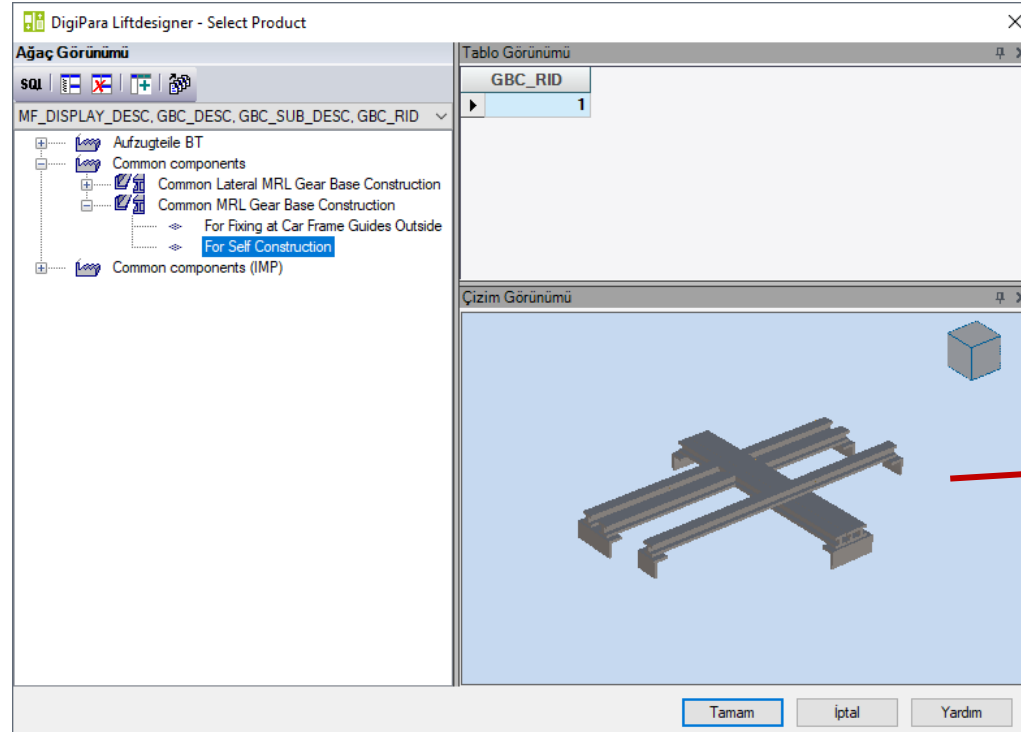 DigiPara Liftdesigner - Select Product
Ağaç Görünümü
SQL
MF_DISPLAY_DESC, GBC_DESC, GBC_SUB_DESC, GBC_RID
Aufzugteile BT
Common components
Common Lateral MRL Gear Base Construction
Common MRL Gear Base Construction
For Fixing at Car Frame Guides Outside
For Self Construction
Common components (IMP)
Tablo Görünümü
GBC_RID
1
Çizim Görünümü
Tamam İptal Yardım